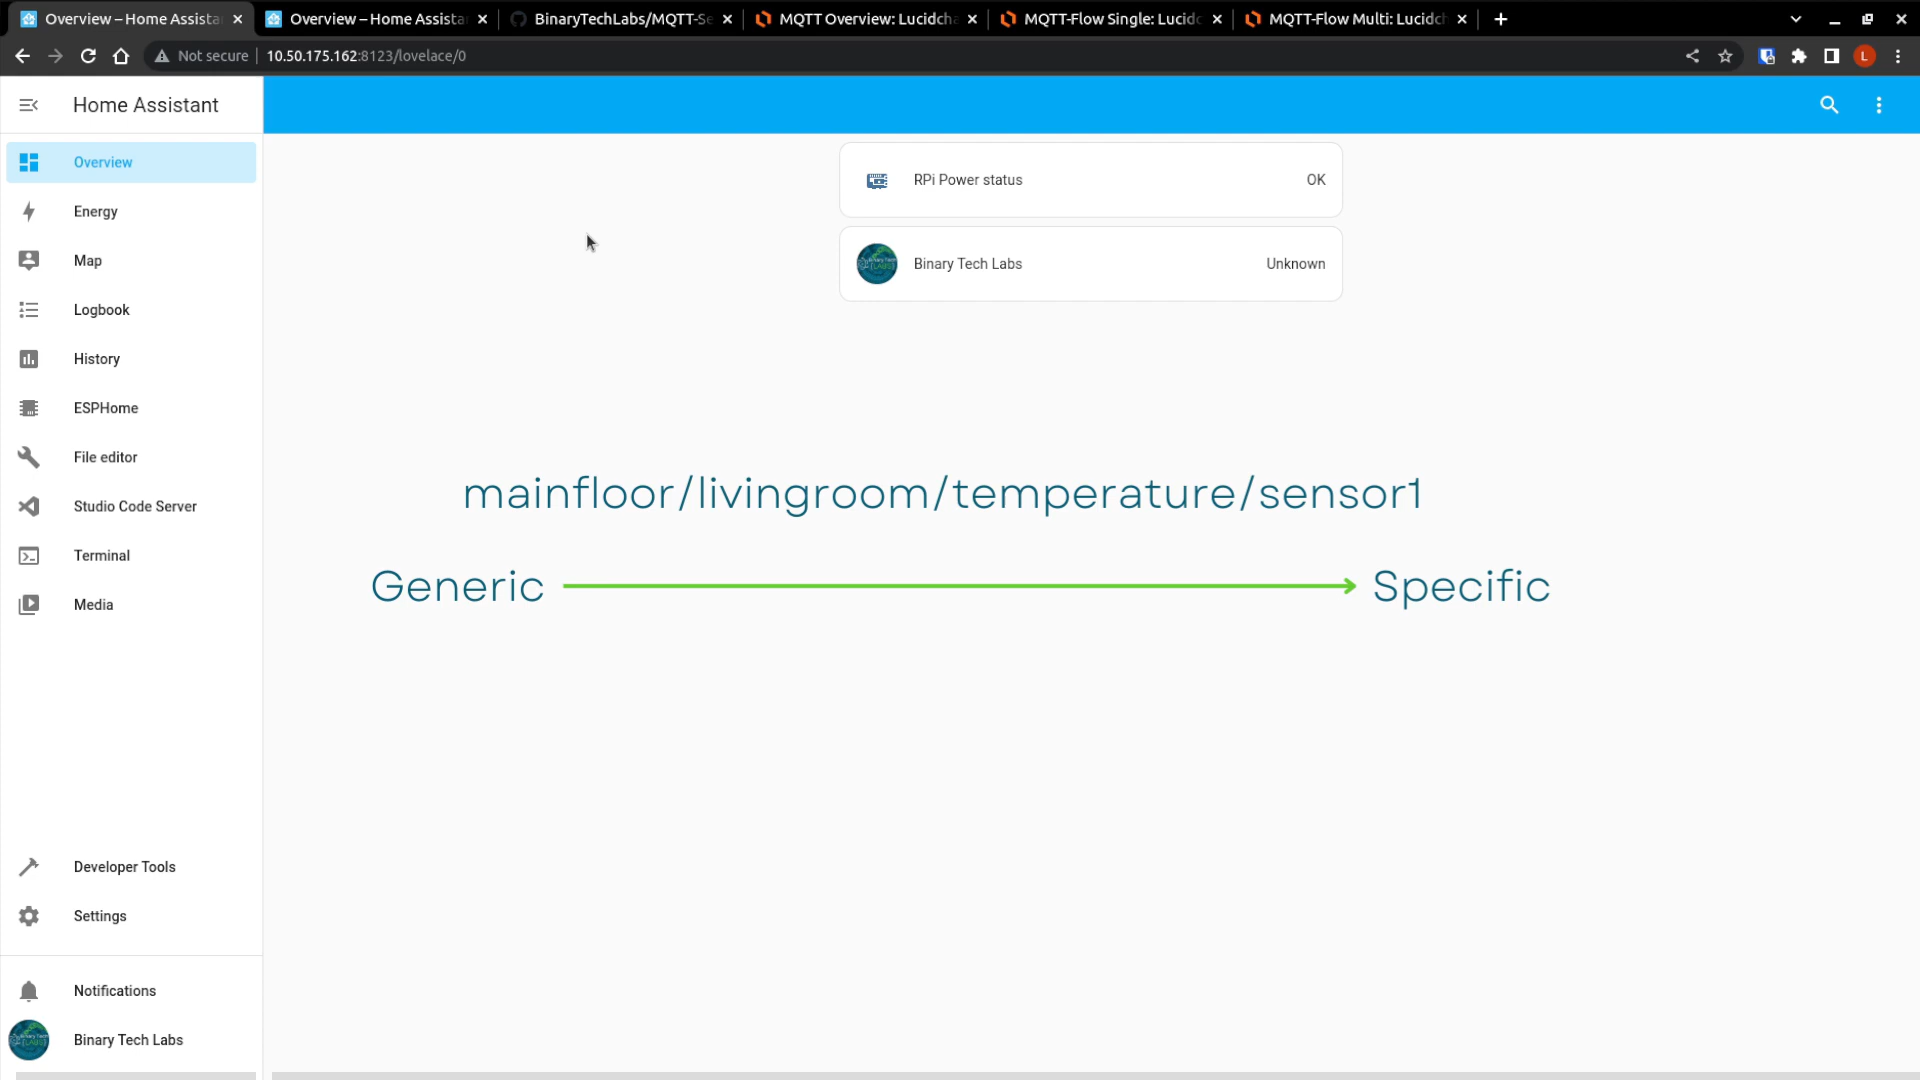 Overview – Home Assista
Overview – Home Assista
BinaryTechLabs/MQTT-Se
MQTT Overview: Lucidcha
MQTT-Flow Single: Lucidc
MQTT-Flow Multi: Lucidch
Not secure
10.50.175.162:8123/lovelace/0
L
Home Assistant
Overview
Energy
Map
Logbook
History
ESPHome
File editor
Studio Code Server
Terminal
Media
Developer Tools
Settings
Notifications
Binary Tech Labs
RPi Power status OK
Binary Tech Labs Unknown
mainfloor/livingroom/temperature/sensor1
Generic Specific